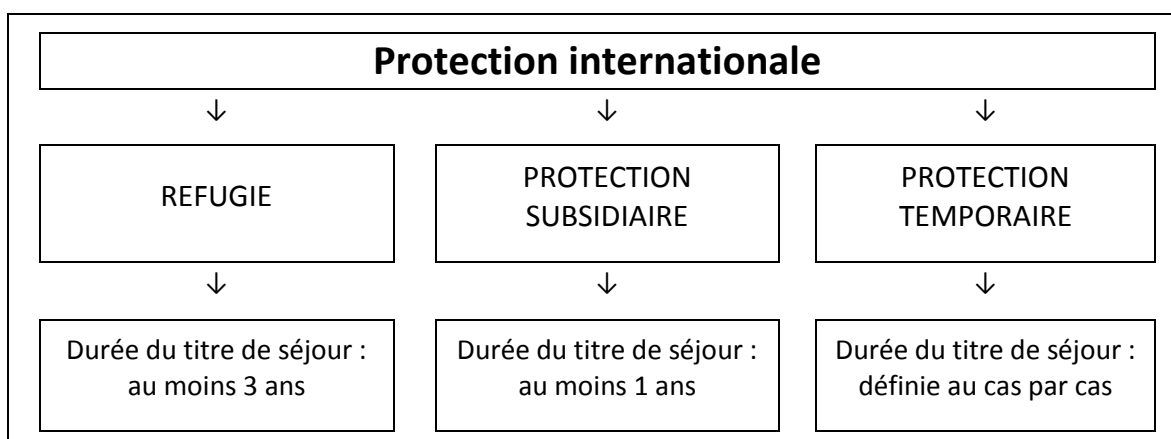 Protection internationale
↓ ↓ ↓
REFUGIE
PROTECTION
SUBSIDIAIRE
PROTECTION
TEMPORAIRE
↓ ↓ ↓
Durée du titre de séjour :
au moins 3 ans
Durée du titre de séjour :
au moins 1 ans
Durée du titre de séjour :
définie au cas par cas